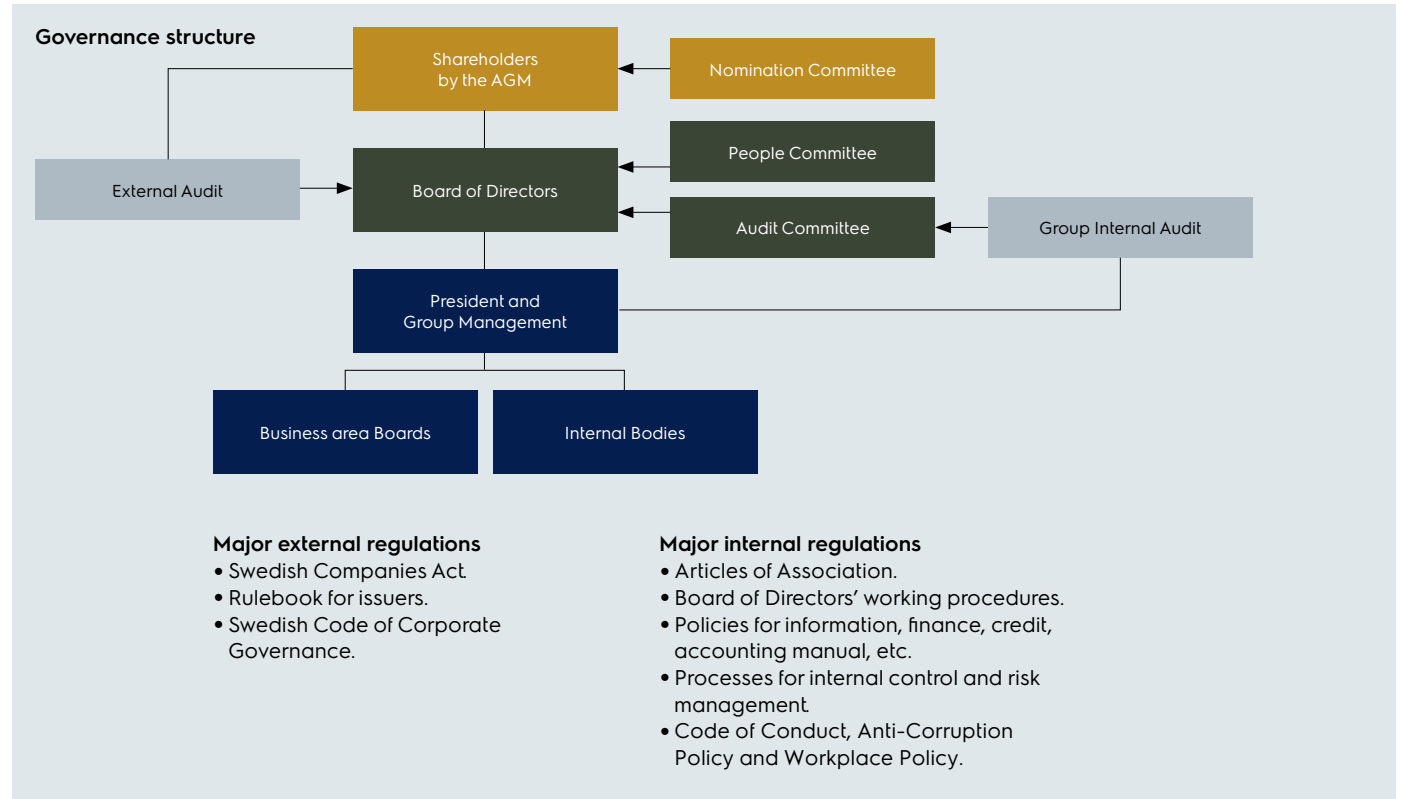 Governance structure
Shareholders
by the AGM
Nomination Committee
People Committee
External Audit
Board of Directors
Audit Committee
Group Internal Audit
President and
Group Management
Business area Boards
Internal Bodies
Major external regulations
• Swedish Companies Act.
• Rulebook for issuers.
• Swedish Code of Corporate
Governance.
Major internal regulations
• Articles of Association.
• Board of Directors’ working procedures.
• Policies for information, finance, credit,
accounting manual, etc.
• Processes for internal control and risk
management.
• Code of Conduct, Anti-Corruption
Policy and Workplace Policy.